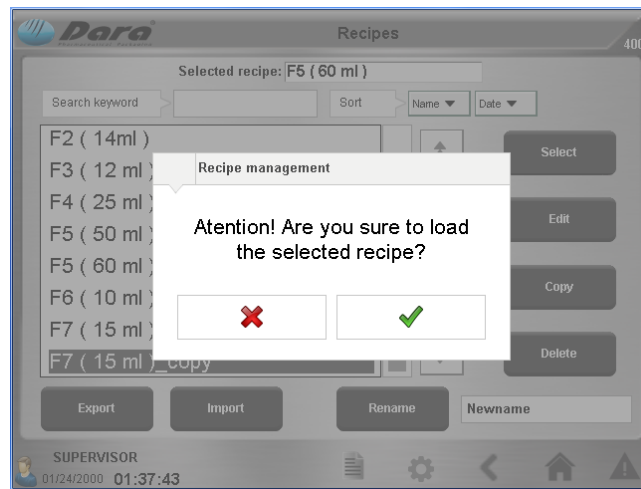 Dara
Recipes
400
Selected recipe: F5 ( 60 ml )
Search keyword
Sort
Name ▼
Date ▼
F2 ( 14ml )
F3 ( 12 ml )
F4 ( 25 ml )
F5 ( 50 ml )
F5 ( 60 ml )
F6 ( 10 ml )
F7 ( 15 ml )
F7 ( 15 ml )_copy
Select
Edit
Copy
Delete
Recipe management
Atention! Are you sure to load
the selected recipe?
Export
Import
Rename
Newname
SUPERVISOR
01/24/2000 01:37:43